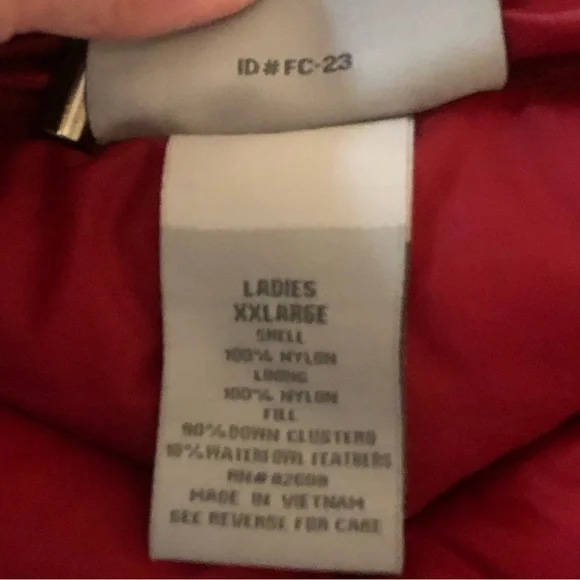 ID # FC-23
LADIES
XXLARGE
SHELL
100% NYLON
LINING
100% NYLON
FILL
90% DOWN CLUSTERS
10% WATERFOWL FEATHERS
RN#
MADE IN VIETNAM
SEE REVERSE FOR CARE